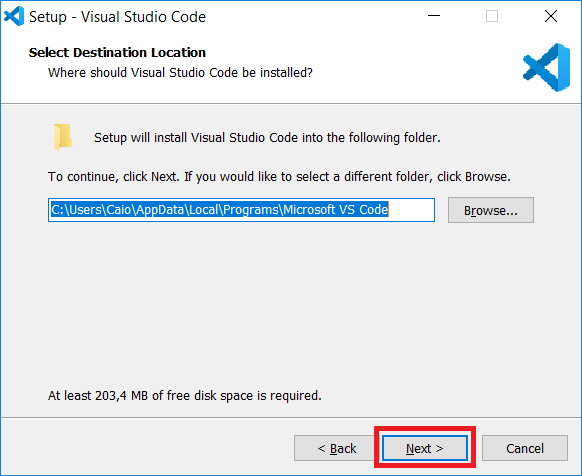 Setup - Visual Studio Code
Select Destination Location
Where should Visual Studio Code be installed?
Setup will install Visual Studio Code into the following folder.
To continue, click Next. If you would like to select a different folder, click Browse.
C:\Users\Caio\AppData\Local\Programs\Microsoft VS Code
Browse...
At least 203,4 MB of free disk space is required.
< Back
Next >
Cancel